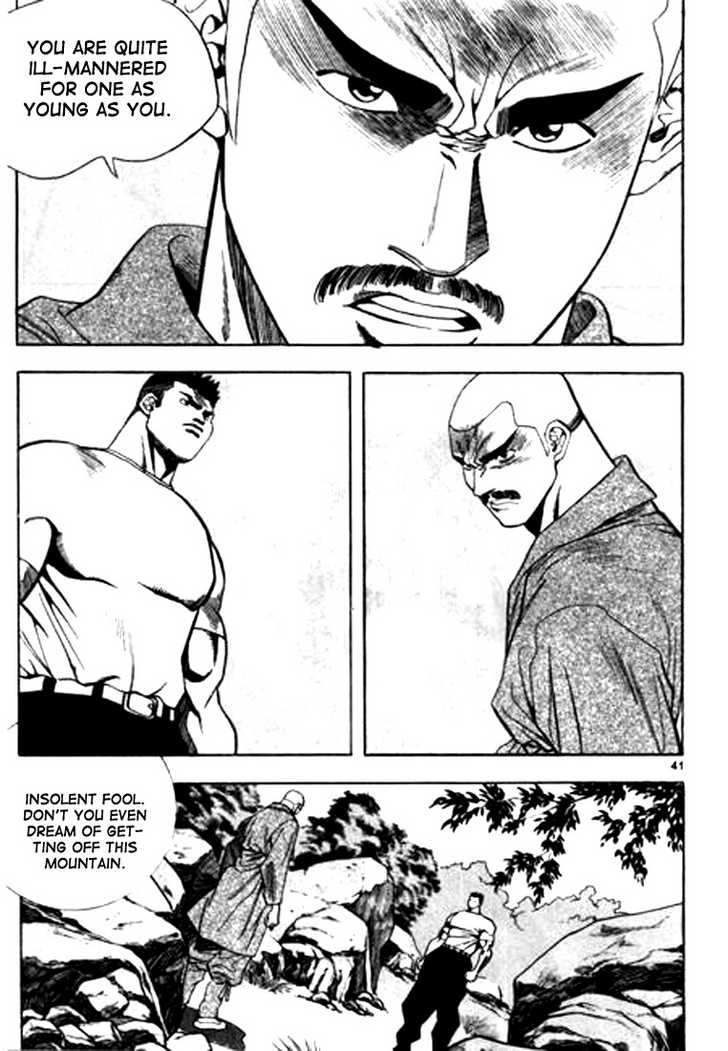 YOU ARE QUITE
ILL-MANNERED
FOR ONE AS
YOUNG AS YOU.
41
INSOLENT FOOL.
DON'T YOU EVEN
DREAM OF GET-
TING OFF THIS
MOUNTAIN.